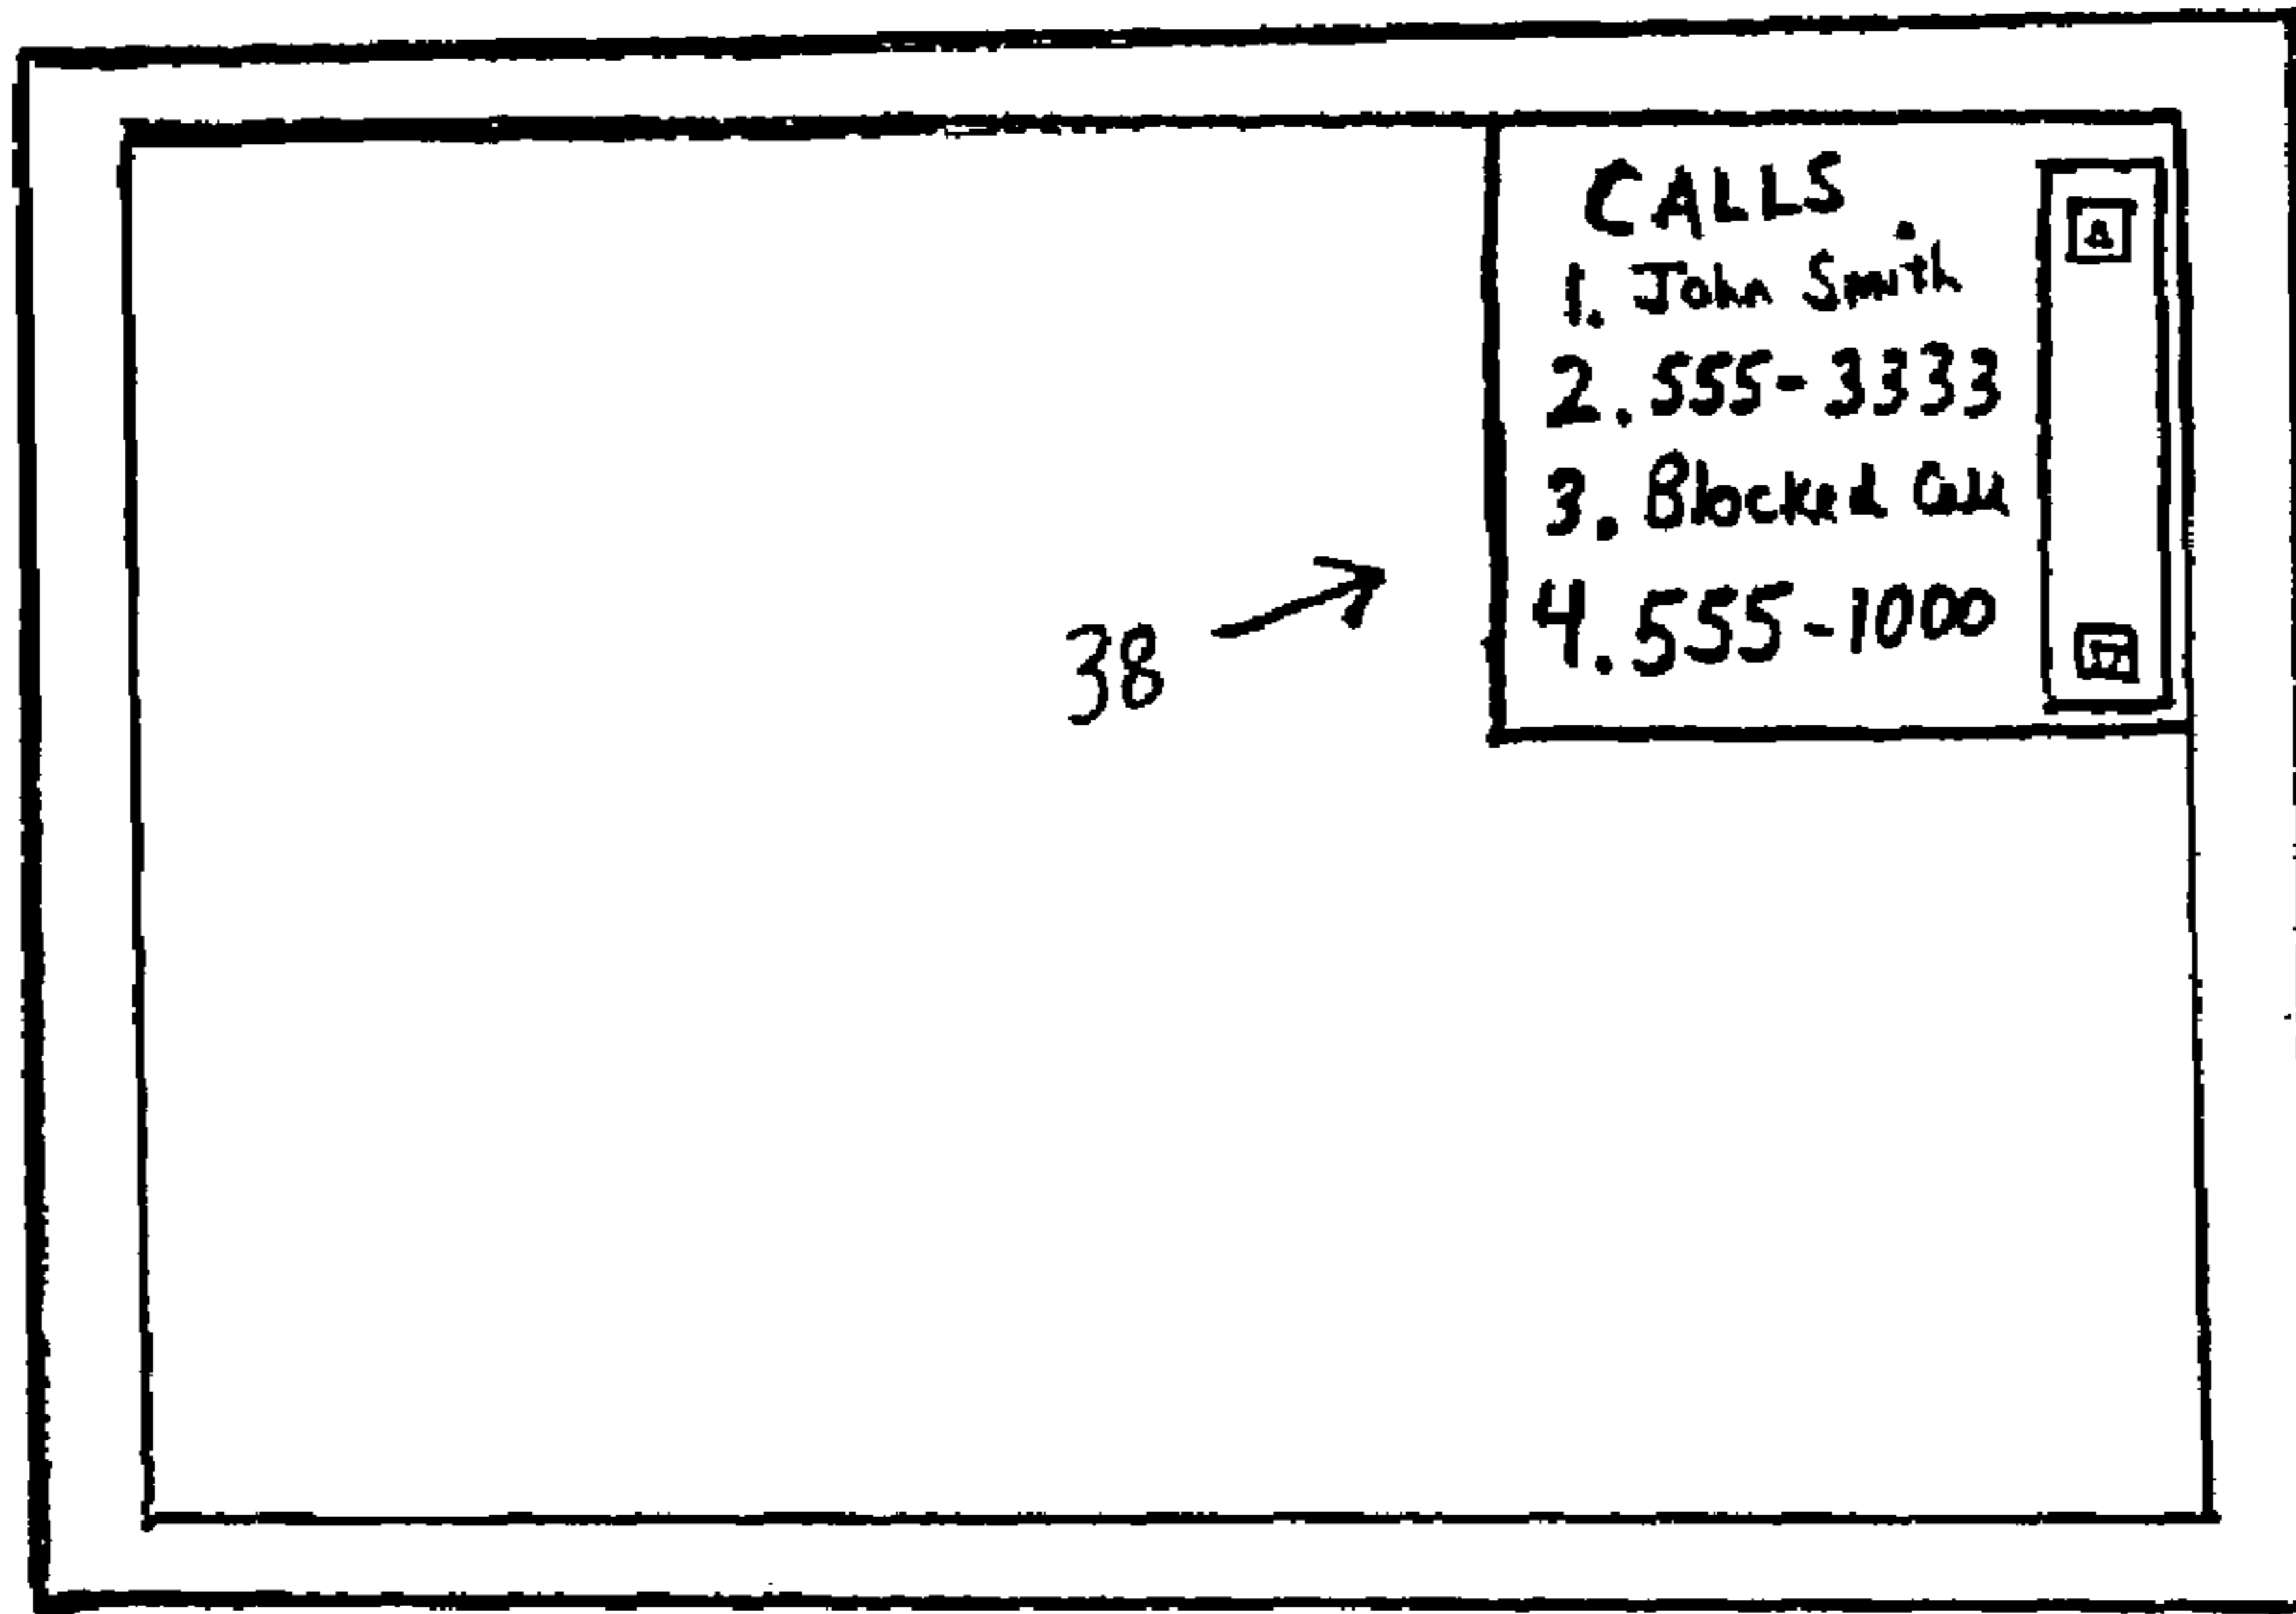 CALLS
1. John Smith
2. 555-3333
3. Blocked Call
4. 555-1000
38